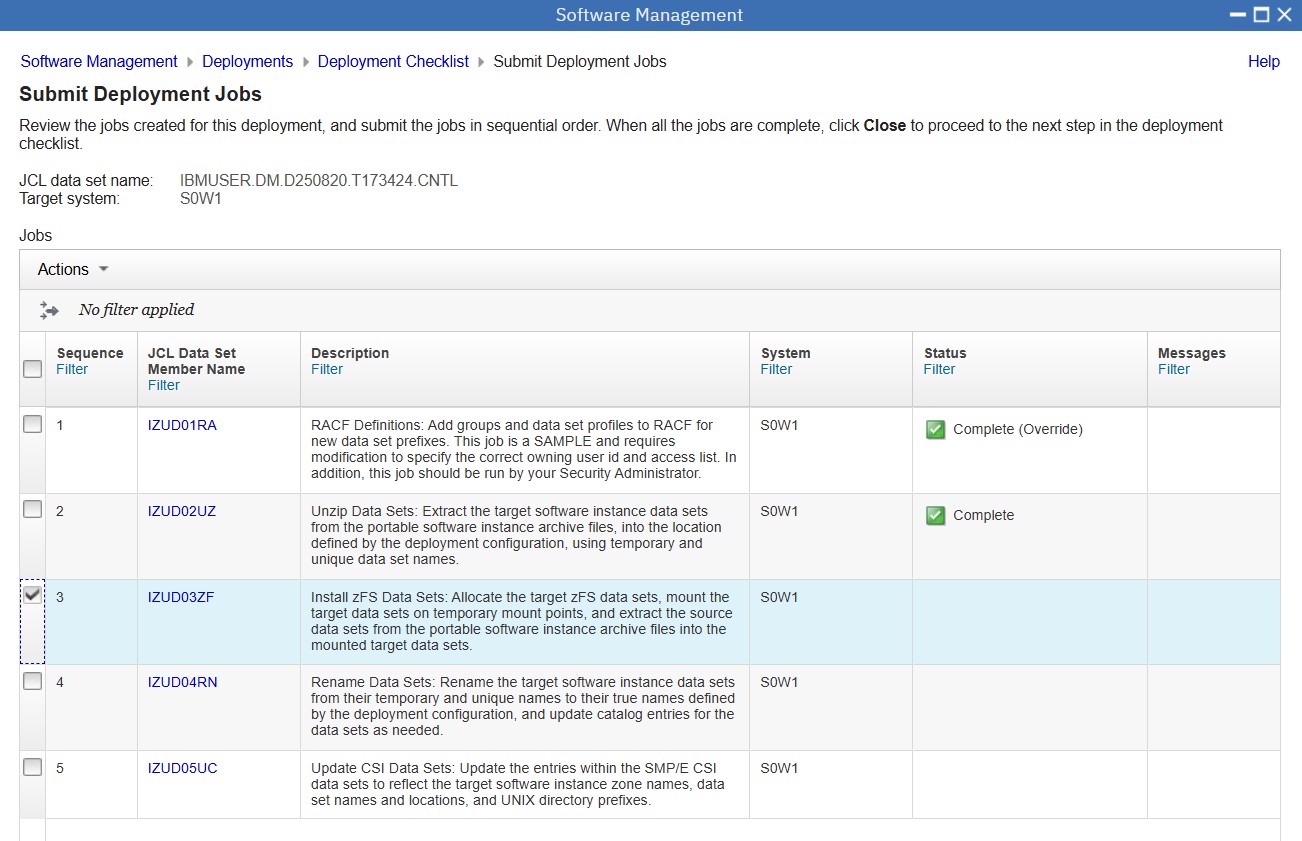 Software Management
Software Management Deployments Deployment Checklist Submit Deployment Jobs
Help
Submit Deployment Jobs
Review the jobs created for this deployment, and submit the jobs in sequential order. When all the jobs are complete, click Close to proceed to the next step in the deployment
checklist.
JCL data set name: IBMUSER.DM.D250820.T173424.CNTL
Target system: S0W1
Jobs
Actions
No filter applied
Sequence
Filter
JCL Data Set
Member Name
Filter
Description
Filter
System
Filter
Status
Filter
Messages
Filter
1
IZUD01RA
RACF Definitions: Add groups and data set profiles to RACF for
new data set prefixes. This job is a SAMPLE and requires
modification to specify the correct owning user id and access list. In
addition, this job should be run by your Security Administrator.
S0W1
Complete (Override)
2
IZUD02UZ
Unzip Data Sets: Extract the target software instance data sets
from the portable software instance archive files, into the location
defined by the deployment configuration, using temporary and
unique data set names.
S0W1
Complete
3
IZUD03ZF
Install zFS Data Sets: Allocate the target zFS data sets, mount the
target data sets on temporary mount points, and extract the source
data sets from the portable software instance archive files into the
mounted target data sets.
S0W1
4
IZUD04RN
Rename Data Sets: Rename the target software instance data sets
from their temporary and unique names to their true names defined
by the deployment configuration, and update catalog entries for the
data sets as needed.
S0W1
5
IZUD05UC
Update CSI Data Sets: Update the entries within the SMP/E CSI
data sets to reflect the target software instance zone names, data
set names and locations, and UNIX directory prefixes.
S0W1